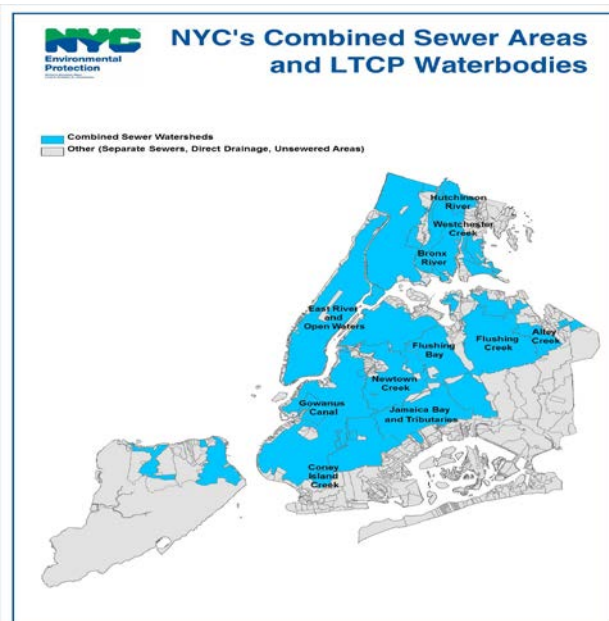 NYC
Environmental
Protection
NYC's Combined Sewer Areas
and LTCP Waterbodies
Combined Sewer Watersheds
Other (Separate Sewers, Direct Drainage, Unsewered Areas)
Hutchinson
River
Westchester
Creek
Bronx
River
East River
and
Open Waters
Flushing
Bay
Flushing
Creek
Alley
Creek
Newtown
Creek
Gowanus
Canal
Jamaica Bay
and Tributaries
Coney
Island
Creek